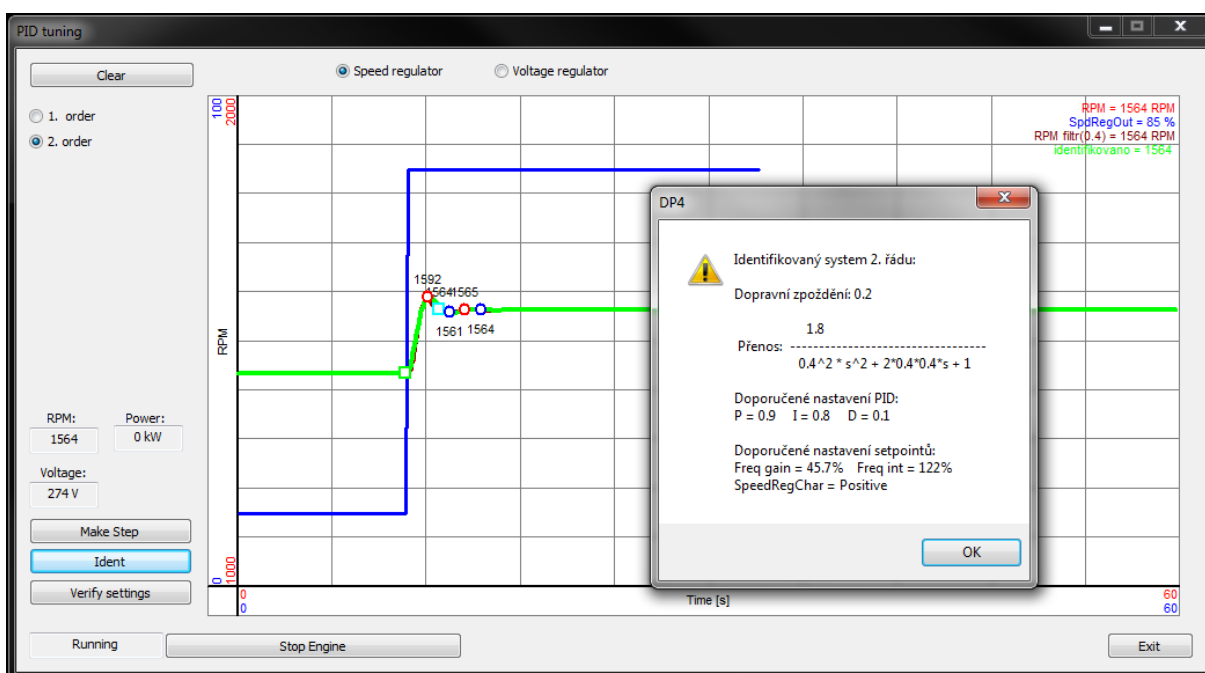 PID tuning
Clear
Speed regulator
Voltage regulator
1. order
2. order
100
2000
RPM = 1564 RPM
SpdRegOut = 85 %
RPM filtr(0.4) = 1564 RPM
identifikovano = 1564
DP4
Identifikovaný system 2. řádu:
Dopravní zpoždění: 0.2
1.8
Přenos: ----------------------------------
0.4^2 * s^2 + 2*0.4*0.4*s + 1
Doporučené nastavení PID:
P = 0.9 I = 0.8 D = 0.1
Doporučené nastavení setpointů:
Freq gain = 45.7% Freq int = 122%
SpeedRegChar = Positive
OK
1592
1564 1565
1561 1564
RPM
RPM: Power:
1564 0 kW
Voltage:
274 V
Make Step
Ident
Verify settings
0
1000
0
0
Time [s]
60
60
Running
Stop Engine
Exit